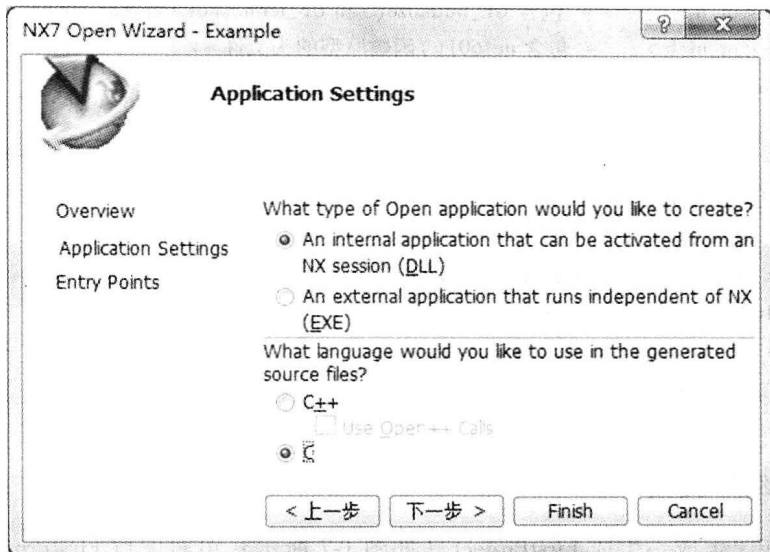 NX7 Open Wizard - Example
Application Settings
Overview
Application Settings
Entry Points
What type of Open application would you like to create?
An internal application that can be activated from an
NX session (DLL)
An external application that runs independent of NX
(EXE)
What language would you like to use in the generated
source files?
C++
Use Open++ Calls
C
< 上一步
下一步 >
Finish
Cancel